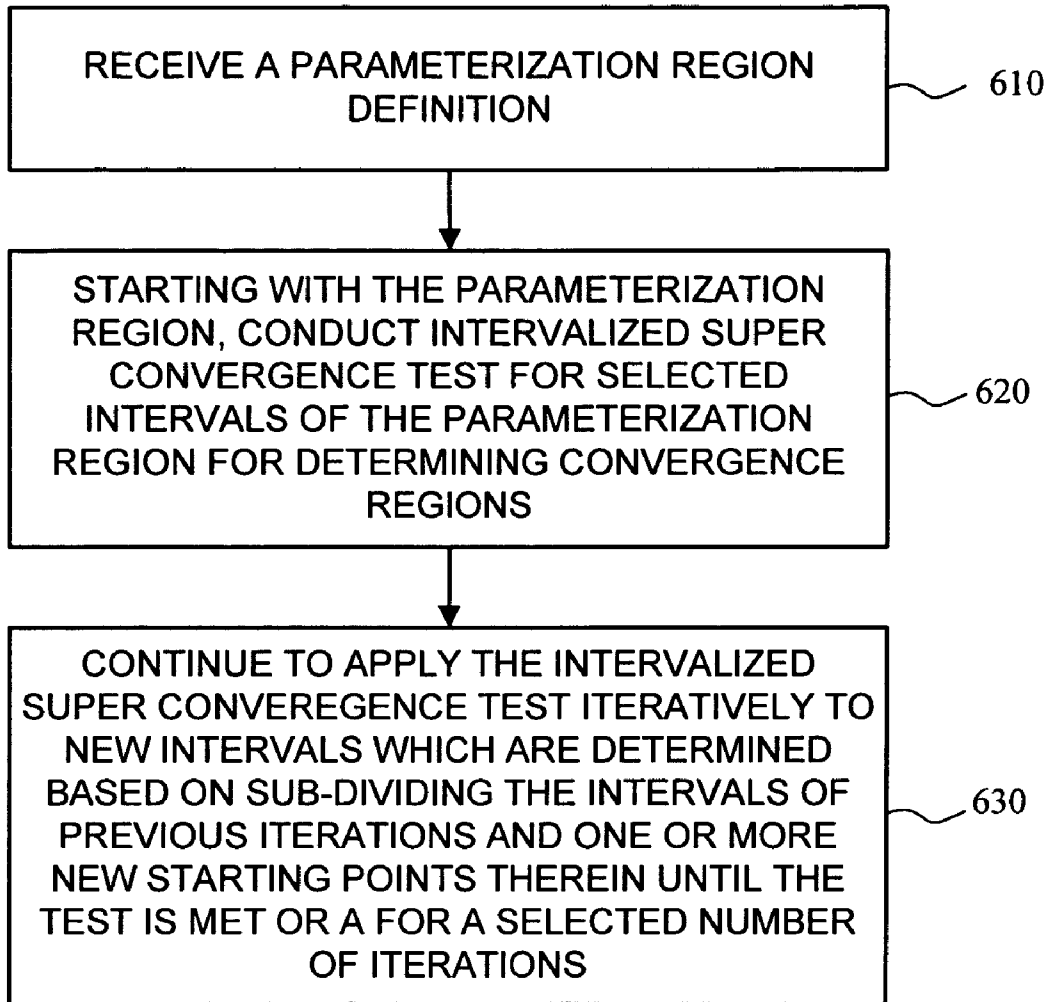 RECEIVE A PARAMETERIZATION REGION
DEFINITION
610
STARTING WITH THE PARAMETERIZATION
REGION, CONDUCT INTERVALIZED SUPER
CONVERGENCE TEST FOR SELECTED
INTERVALS OF THE PARAMETERIZATION
REGION FOR DETERMINING CONVERGENCE
REGIONS
620
CONTINUE TO APPLY THE INTERVALIZED
SUPER CONVEREGENCE TEST ITERATIVELY TO
NEW INTERVALS WHICH ARE DETERMINED
BASED ON SUB-DIVIDING THE INTERVALS OF
PREVIOUS ITERATIONS AND ONE OR MORE
NEW STARTING POINTS THEREIN UNTIL THE
TEST IS MET OR A FOR A SELECTED NUMBER
OF ITERATIONS
630